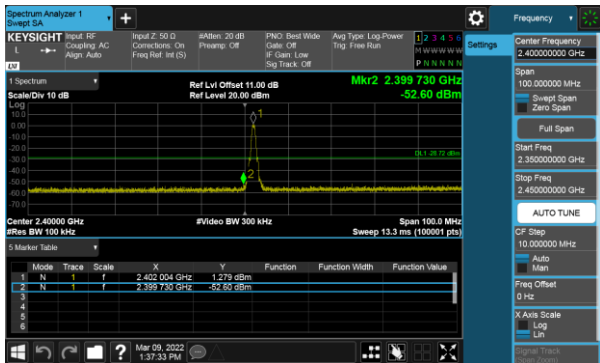 Spectrum Analyzer 1
Swept SA
+
Frequency
KEYSIGHT
L
Input: RF
Coupling: AC
Align: Auto
Input Z: 50 Ω
Corrections: On
Freq Ref: Int (S)
#Atten: 20 dB
Preamp: Off
PNO: Best Wide
Gate: Off
IF Gain: Low
Sig Track: Off
Avg Type: Log-Power
Trig: Free Run
1 2 3 4 5 6
M W W W W W
P N N N N N
Settings
Center Frequency
2.400000000 GHz
Span
100.000000 MHz
Swept Span
Zero Span
Full Span
Start Freq
2.350000000 GHz
Stop Freq
2.450000000 GHz
AUTO TUNE
CF Step
10.000000 MHz
Auto
Man
Freq Offset
0 Hz
X Axis Scale
Log
Lin
Signal Track
(Span Zoom)
1 Spectrum
Scale/Div 10 dB
Ref Lvl Offset 11.00 dB
Ref Level 20.00 dBm
Mkr2 2.399 730 GHz
-52.60 dBm
Log
10.0
0.00
-10.0
-20.0
-30.0
-40.0
-50.0
-60.0
-70.0
1
2
DL1 -28.72 dBm
Center 2.40000 GHz
#Res BW 100 kHz
#Video BW 300 kHz
Span 100.0 MHz
Sweep 13.3 ms (100001 pts)
5 Marker Table
Mode Trace Scale X Y Function Function Width Function Value
1 N 1 f 2.402 004 GHz 1.279 dBm
2 N 1 f 2.399 730 GHz -52.60 dBm
3
4
5
6
?
Mar 09, 2022
1:37:33 PM